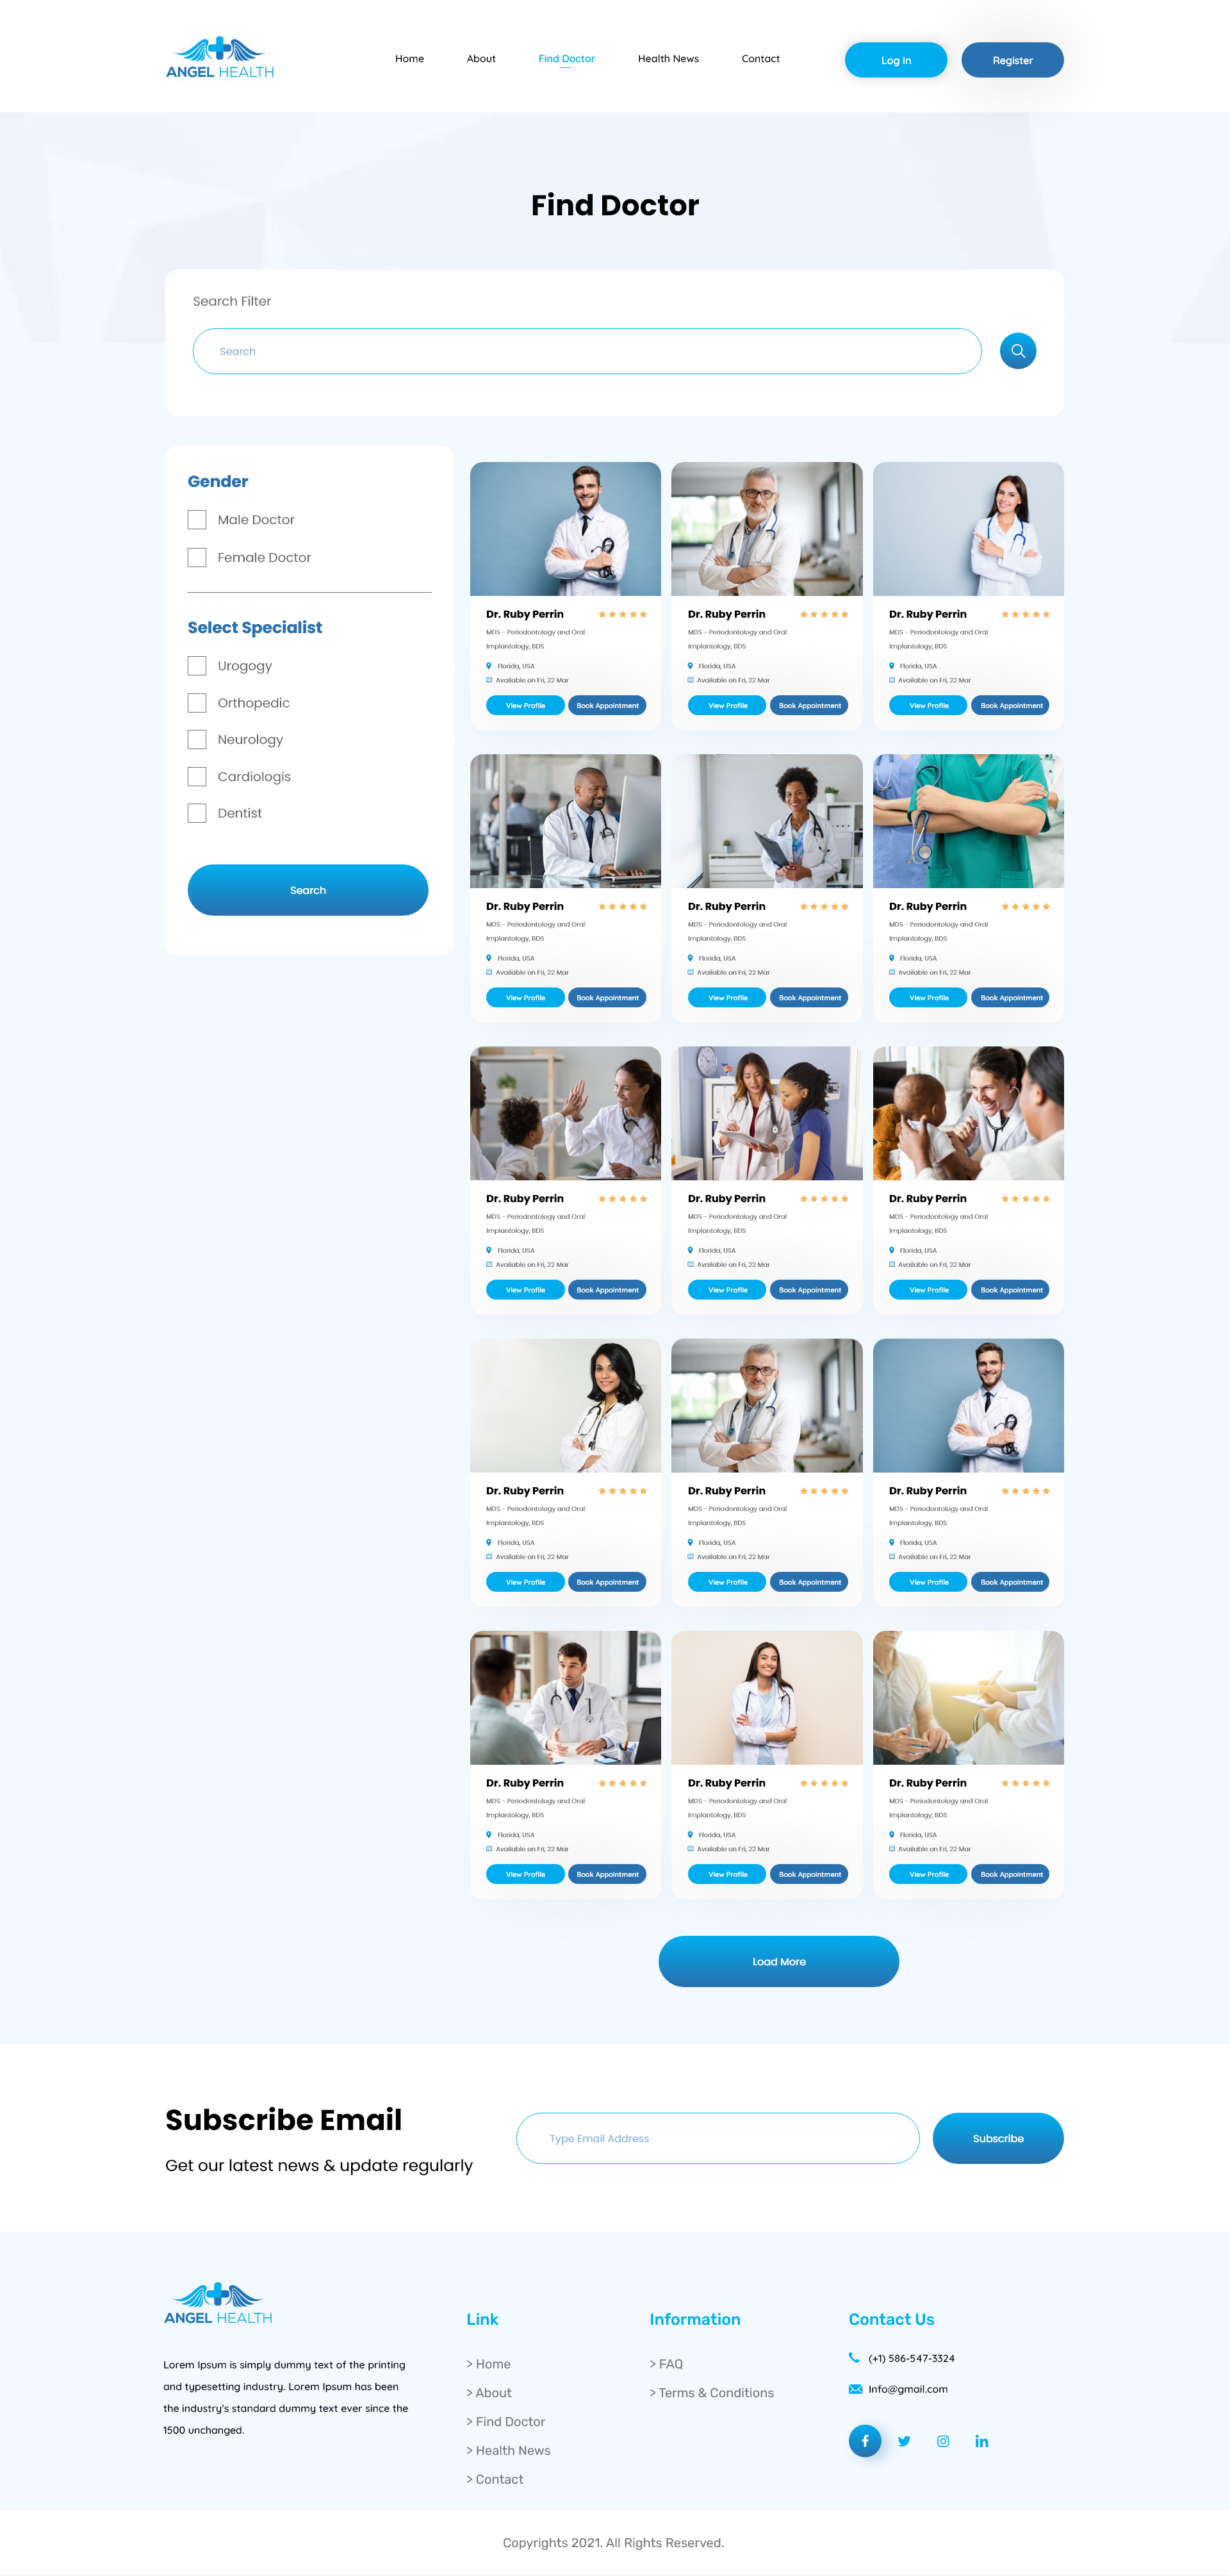 ANGEL HEALTH
Home About Find Doctor Health News Contact Log In Register
Find Doctor
Search Filter
Search
Gender
Male Doctor
Female Doctor
Select Specialist
Urogogy
Orthopedic
Neurology
Cardiologis
Dentist
Search
Dr. Ruby Perrin
MDS - Periodontology and Oral
Implantology, BDS
Florida, USA
Available on Fri, 22 Mar
View Profile Book Appointment
Dr. Ruby Perrin
MDS - Periodontology and Oral
Implantology, BDS
Florida, USA
Available on Fri, 22 Mar
View Profile Book Appointment
Dr. Ruby Perrin
MDS - Periodontology and Oral
Implantology, BDS
Florida, USA
Available on Fri, 22 Mar
View Profile Book Appointment
Dr. Ruby Perrin
MDS - Periodontology and Oral
Implantology, BDS
Florida, USA
Available on Fri, 22 Mar
View Profile Book Appointment
Dr. Ruby Perrin
MDS - Periodontology and Oral
Implantology, BDS
Florida, USA
Available on Fri, 22 Mar
View Profile Book Appointment
Dr. Ruby Perrin
MDS - Periodontology and Oral
Implantology, BDS
Florida, USA
Available on Fri, 22 Mar
View Profile Book Appointment
Dr. Ruby Perrin
MDS - Periodontology and Oral
Implantology, BDS
Florida, USA
Available on Fri, 22 Mar
View Profile Book Appointment
Dr. Ruby Perrin
MDS - Periodontology and Oral
Implantology, BDS
Florida, USA
Available on Fri, 22 Mar
View Profile Book Appointment
Dr. Ruby Perrin
MDS - Periodontology and Oral
Implantology, BDS
Florida, USA
Available on Fri, 22 Mar
View Profile Book Appointment
Dr. Ruby Perrin
MDS - Periodontology and Oral
Implantology, BDS
Florida, USA
Available on Fri, 22 Mar
View Profile Book Appointment
Dr. Ruby Perrin
MDS - Periodontology and Oral
Implantology, BDS
Florida, USA
Available on Fri, 22 Mar
View Profile Book Appointment
Dr. Ruby Perrin
MDS - Periodontology and Oral
Implantology, BDS
Florida, USA
Available on Fri, 22 Mar
View Profile Book Appointment
Dr. Ruby Perrin
MDS - Periodontology and Oral
Implantology, BDS
Florida, USA
Available on Fri, 22 Mar
View Profile Book Appointment
Dr. Ruby Perrin
MDS - Periodontology and Oral
Implantology, BDS
Florida, USA
Available on Fri, 22 Mar
View Profile Book Appointment
Dr. Ruby Perrin
MDS - Periodontology and Oral
Implantology, BDS
Florida, USA
Available on Fri, 22 Mar
View Profile Book Appointment
Load More
Subscribe Email
Get our latest news & update regularly
Type Email Address
Subscribe
ANGEL HEALTH
Lorem Ipsum is simply dummy text of the printing
and typesetting industry. Lorem Ipsum has been
the industry's standard dummy text ever since the
1500 unchanged.
Link
> Home
> About
> Find Doctor
> Health News
> Contact
Information
> FAQ
> Terms & Conditions
Contact Us
(+1) 586-547-3324
Info@gmail.com
Copyrights 2021. All Rights Reserved.